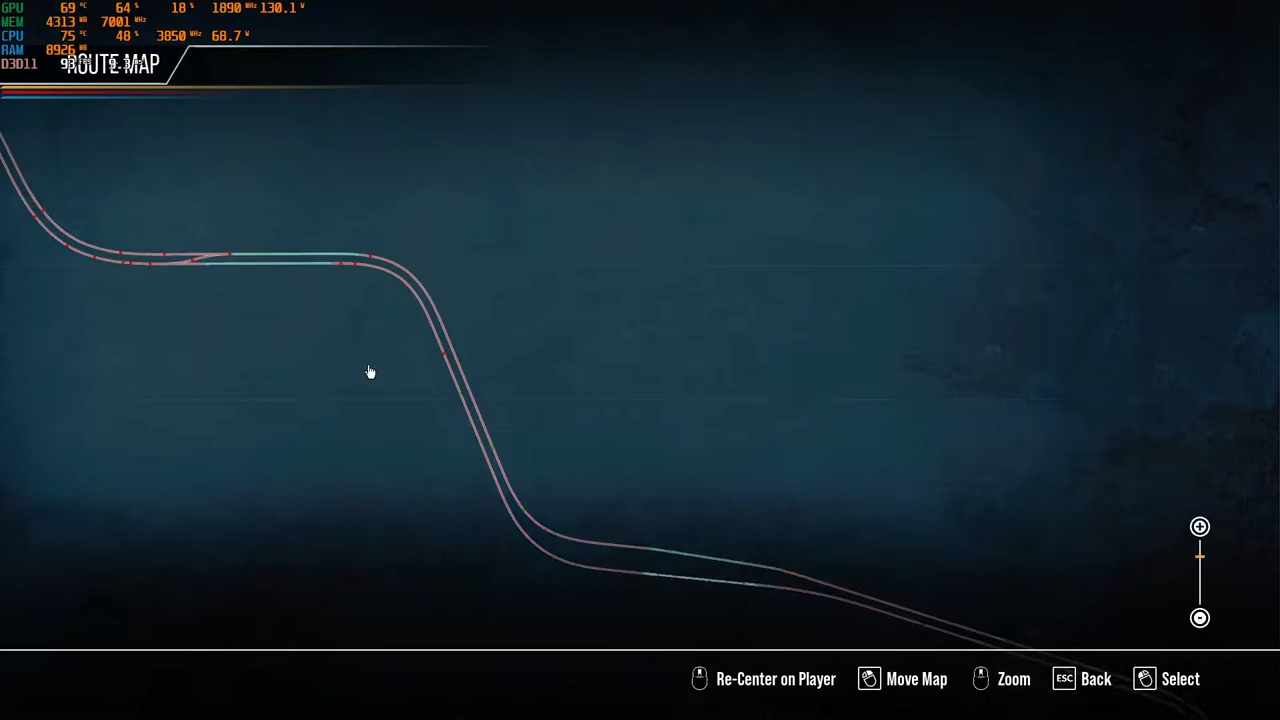 GPU 69 °C 64 % 18 % 1890 MHz 130.1 W
MEM 4313 MB 7001 MHz
CPU 75 °C 48 % 3850 MHz 68.7 W
RAM 8926 MB
D3D11
ROUTE MAP
Re-Center on Player
Move Map
Zoom
ESC Back
Select